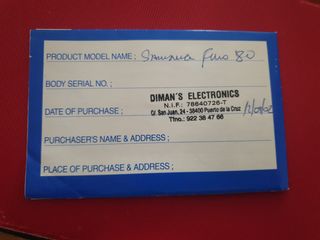 PRODUCT MODEL NAME ; Samsung Fino 80
BODY SERIAL NO. ;
DIMAN'S ELECTRONICS
N.I.F.: 78640726-T
DATE OF PURCHASE ;
C/. San Juan, 24 - 38400 Puerto de la Cruz
Tfno.: 922 38 47 66
PURCHASER'S NAME & ADDRESS ;
PLACE OF PURCHASE & ADDRESS ;